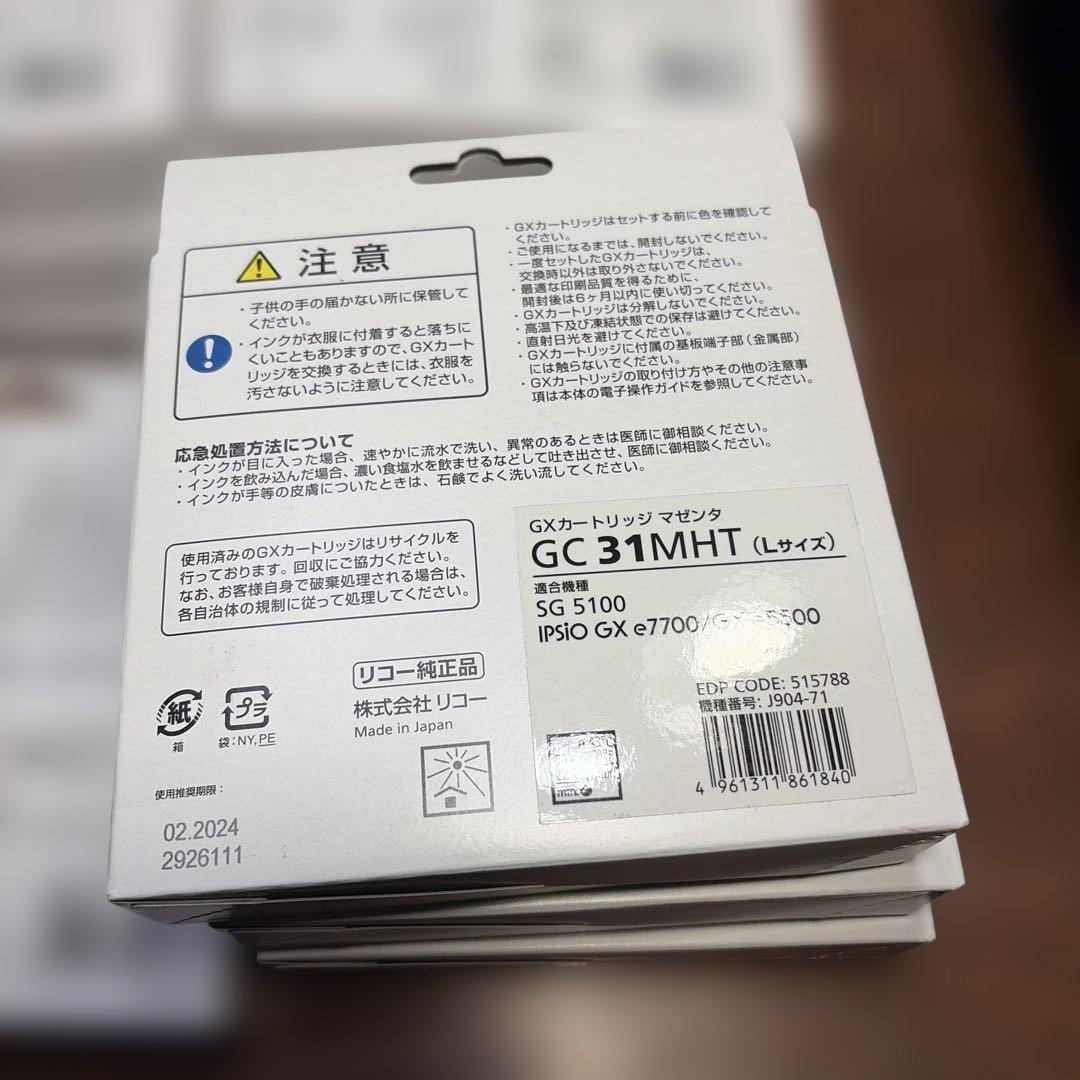 注意
・子供の手の届かない所に保管して
ください。
・インクが衣服に付着すると落ちに
くいこともありますので、GXカート
リッジを交換するときには、衣服を
汚さないように注意してください。
・GXカートリッジはセットする前に色を確認して
ください。
・ご使用になるまでは、開封しないでください。
・一度セットしたGXカートリッジは、
交換時以外は取り外さないでください。
・最適な印刷品質を得るために、
開封後は6ヶ月以内に使い切ってください。
・GXカートリッジは分解しないでください。
・高温下及び凍結状態での保存は避けてください。
・直射日光を避けてください。
・GXカートリッジに付属の基板端子部（金属部）
には触らないでください。
・GXカートリッジの取り付け方やその他の注意事
項は本体の電子操作ガイドを参照してください。
応急処置方法について
・インクが目に入った場合、速やかに流水で洗い、異常のあるときは医師に御相談ください。
・インクを飲み込んだ場合、濃い食塩水を飲ませるなどして吐き出させ、医師に御相談ください。
・インクが手等の皮膚についたときは、石鹸でよく洗い流してください。
使用済みのGXカートリッジはリサイクルを
行っております。回収にご協力ください。
なお、お客様自身で破棄処理される場合は、
各自治体の規制に従って処理してください。
GXカートリッジ マゼンタ
GC 31MHT（Lサイズ）
適合機種
SG 5100
IPSiO GX e7700/GX e5500
EDP CODE: 515788
機種番号: J904-71
4 961311 861840
リコー純正品
株式会社 リコー
Made in Japan
紙
箱
プラ
袋:NY,PE
使用推奨期限：
02.2024
2926111